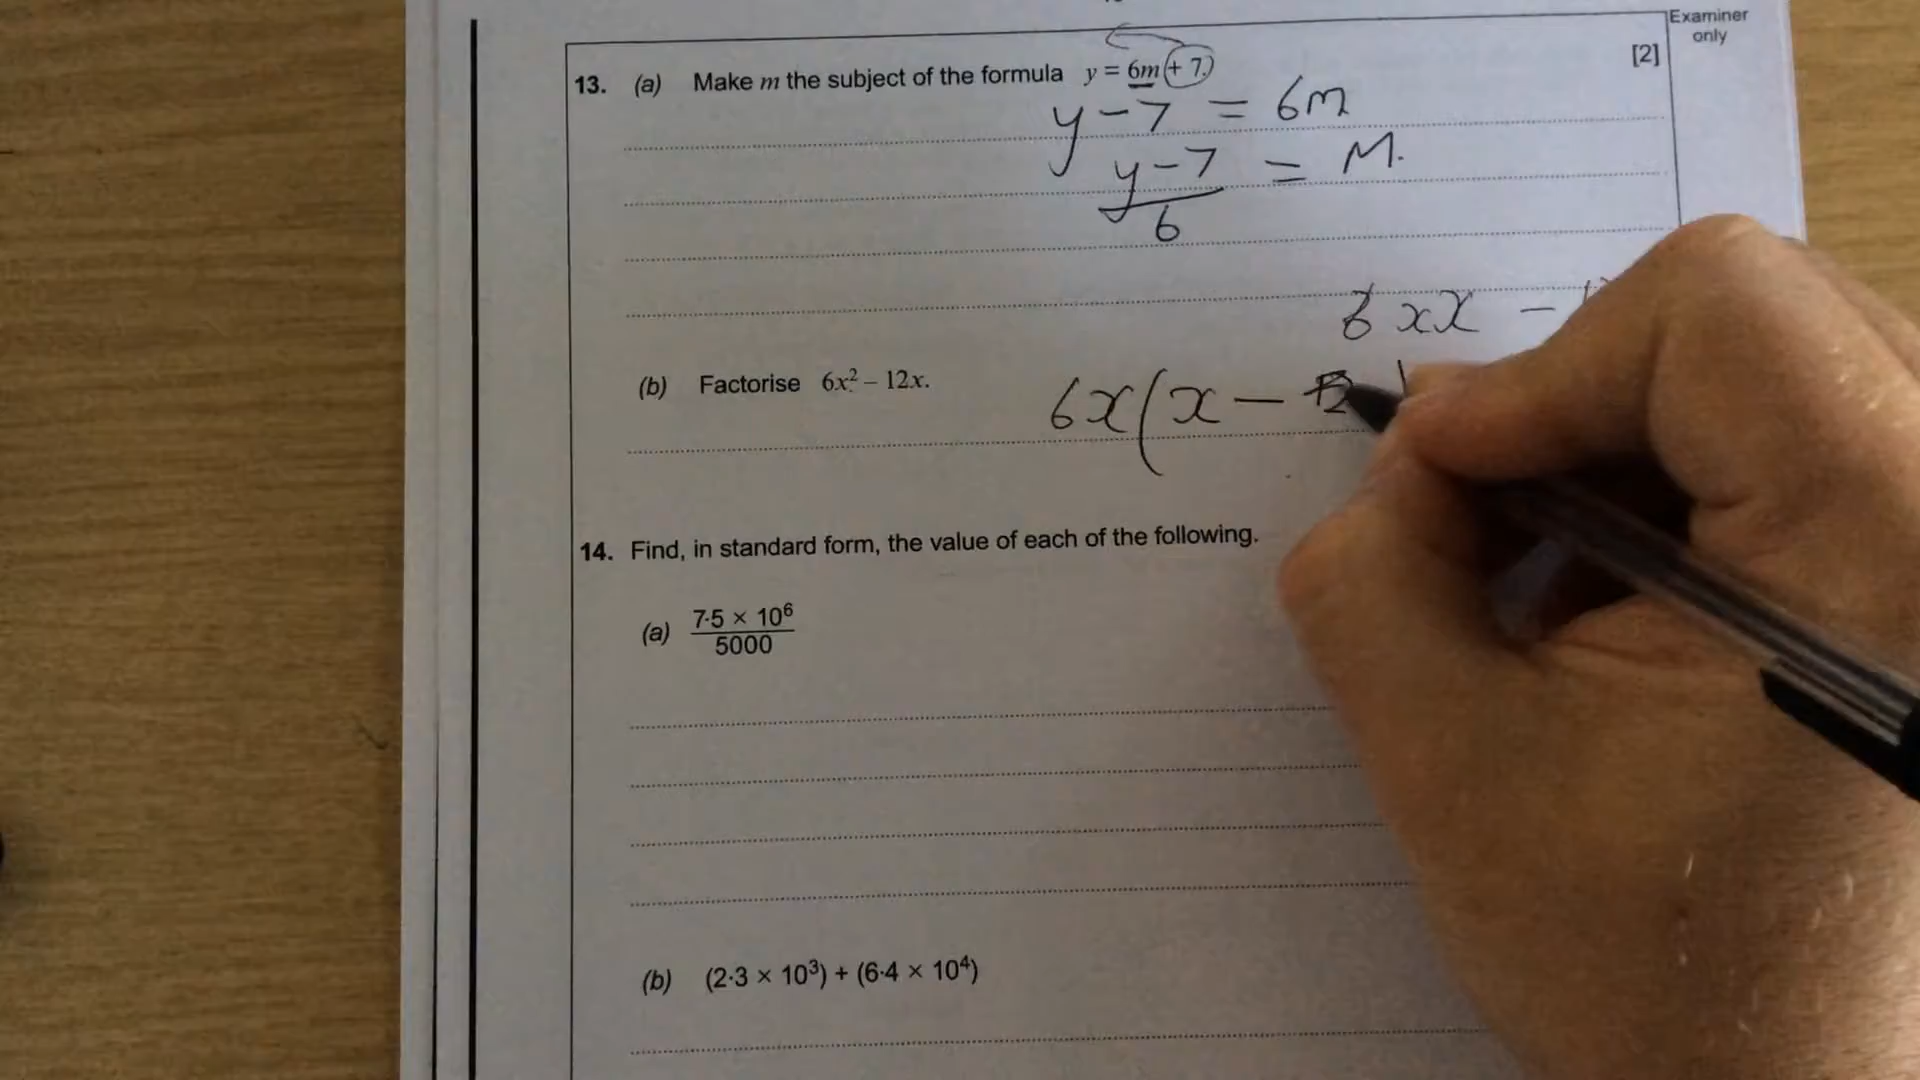 Examiner
only
13. (a) Make m the subject of the formula y = 6m + 7. [2]
y - 7 = 6m
y - 7 = M.
6
6 x x -
(b) Factorise 6x² – 12x. 6x(x -
14. Find, in standard form, the value of each of the following.
(a) 7·5 × 10⁶
5000
(b) (2·3 × 10³) + (6·4 × 10⁴)